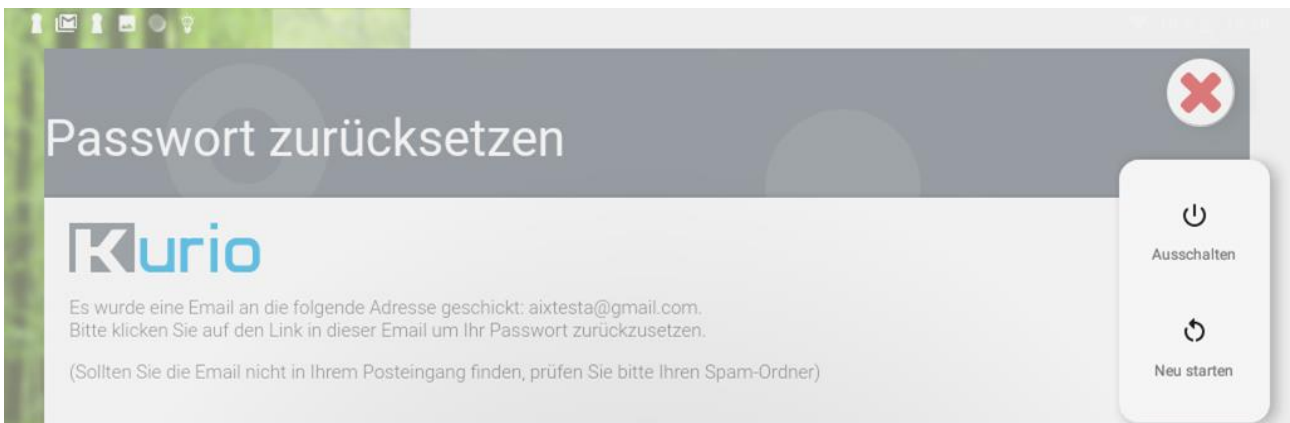 Passwort zurücksetzen
Kurio
Es wurde eine Email an die folgende Adresse geschickt: aixtesta@gmail.com.
Bitte klicken Sie auf den Link in dieser Email um Ihr Passwort zurückzusetzen.
(Sollten Sie die Email nicht in Ihrem Posteingang finden, prüfen Sie bitte Ihren Spam-Ordner)
Ausschalten
Neu starten